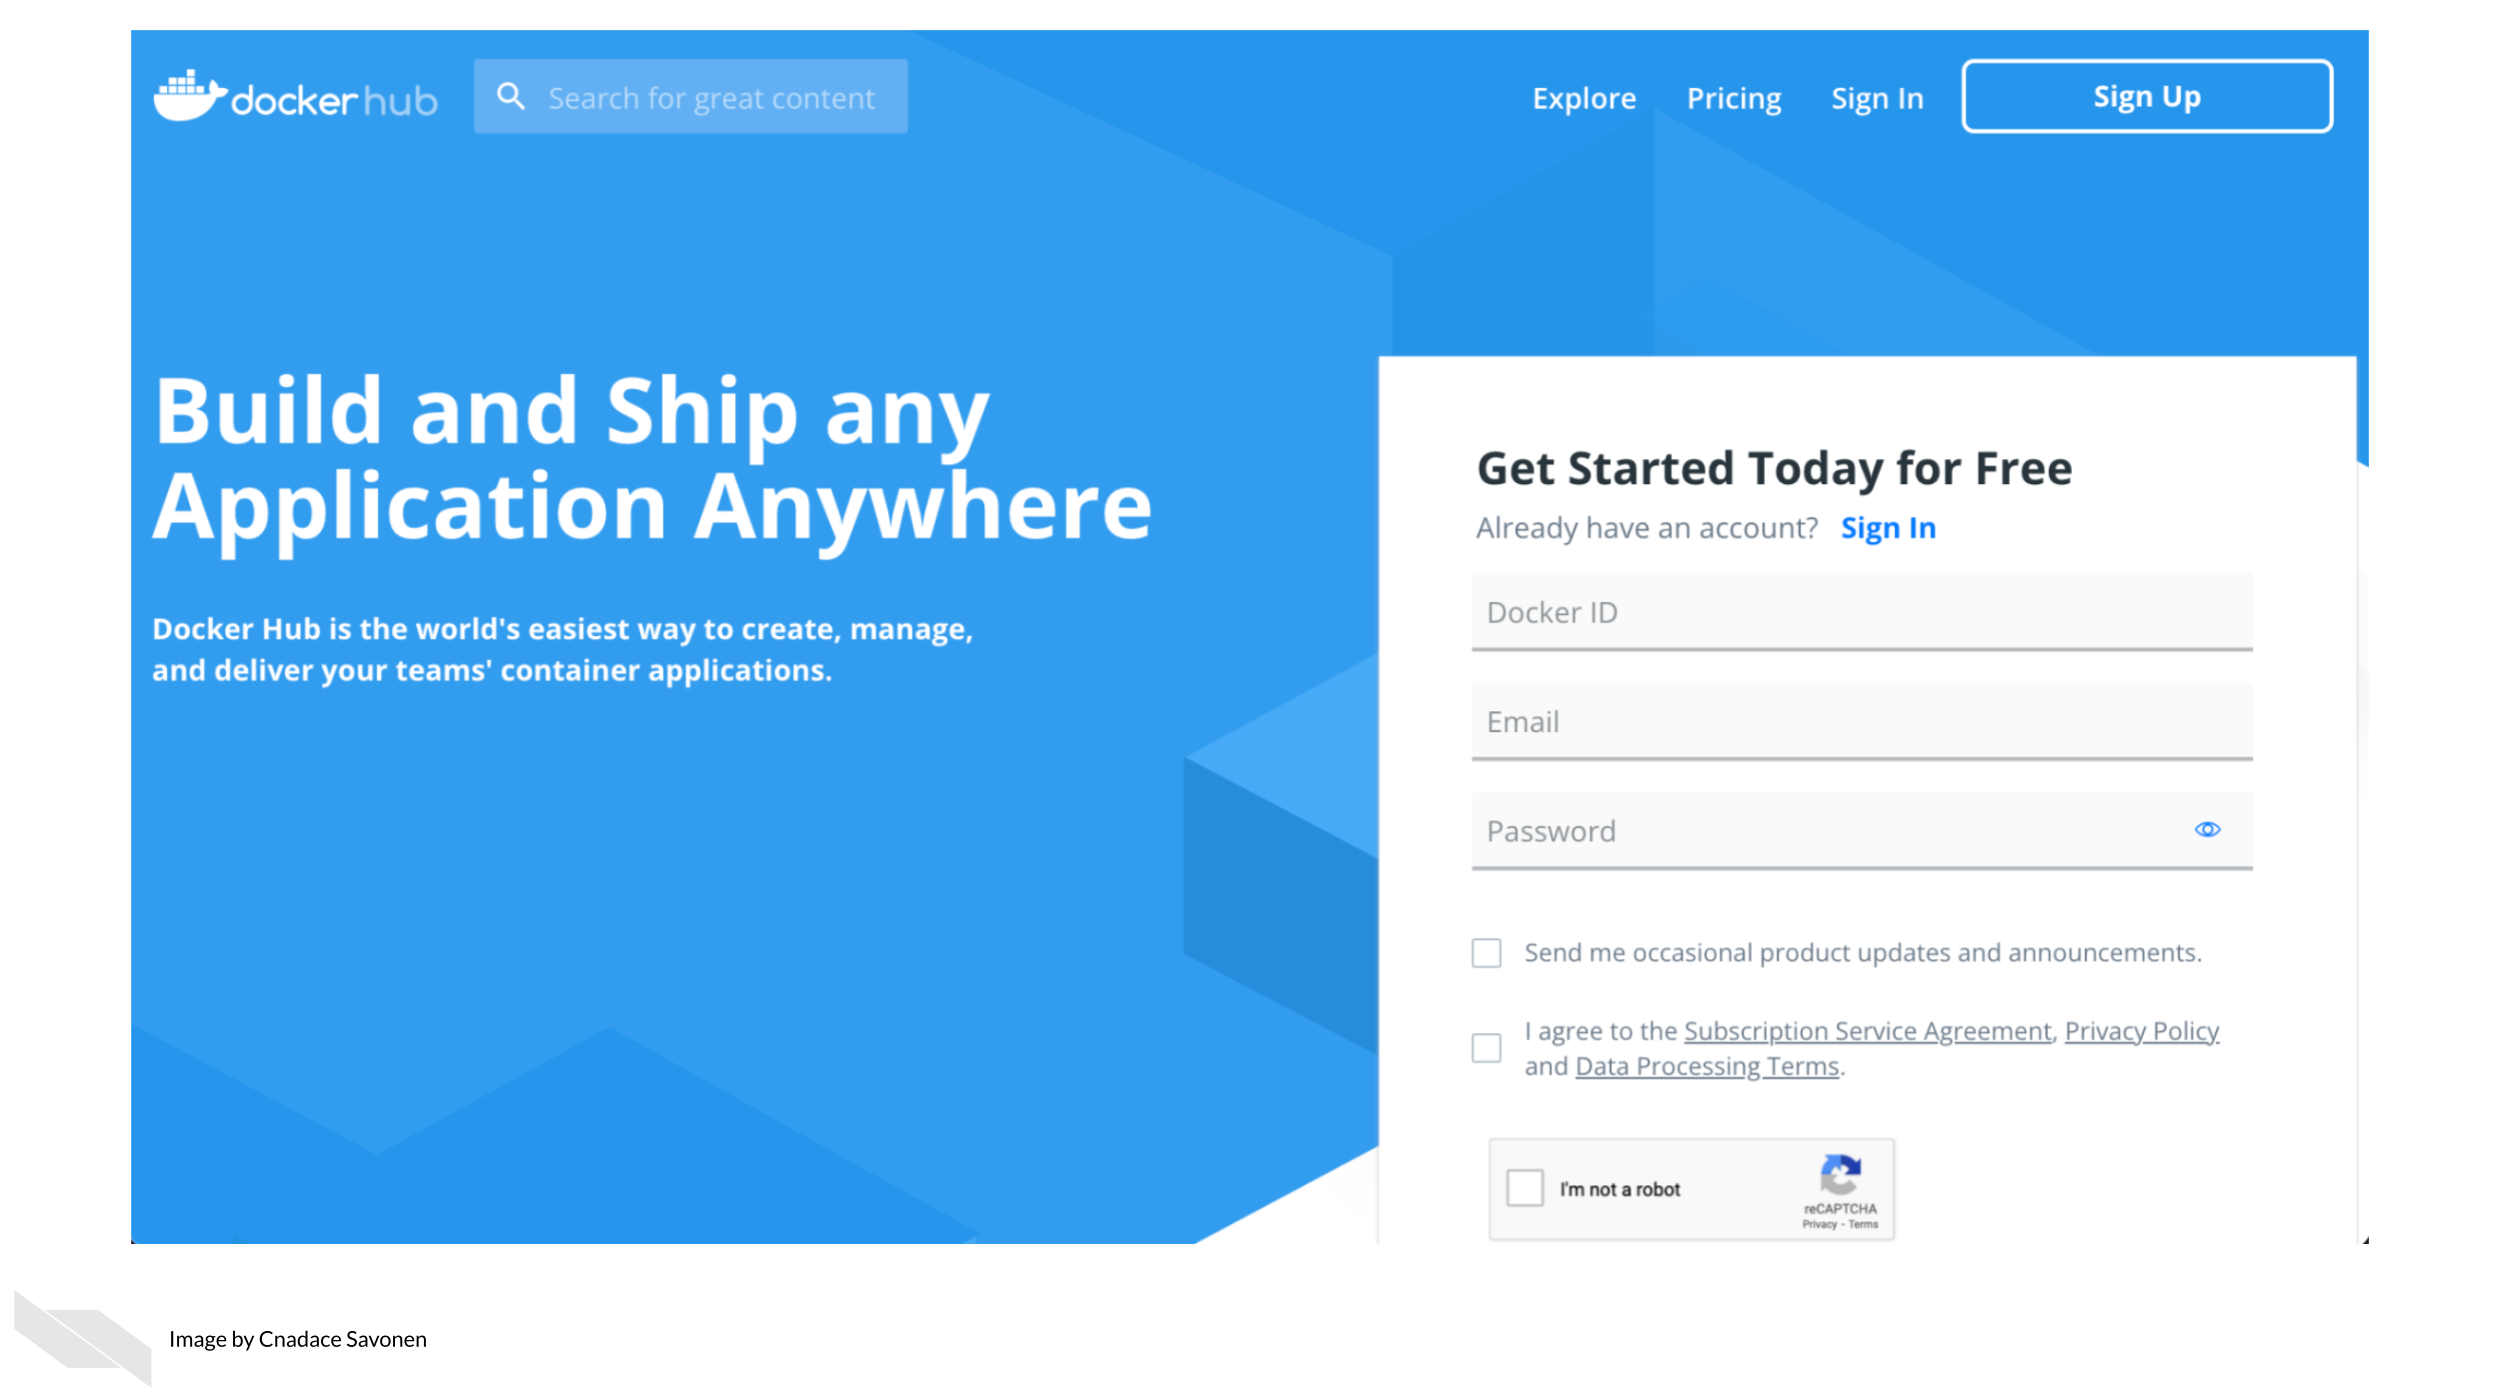 dockerhub
Search for great content
Explore
Pricing
Sign In
Sign Up
Build and Ship any
Application Anywhere
Docker Hub is the world's easiest way to create, manage,
and deliver your teams' container applications.
Get Started Today for Free
Already have an account? Sign In
Docker ID
Email
Password
Send me occasional product updates and announcements.
I agree to the Subscription Service Agreement, Privacy Policy
and Data Processing Terms.
I'm not a robot
reCAPTCHA
Privacy - Terms
Image by Cnadace Savonen